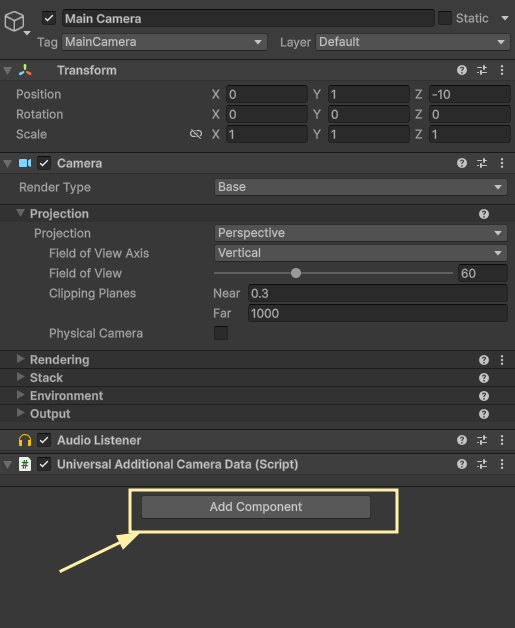 Main Camera Static
Tag MainCamera Layer Default
Transform
Position X 0 Y 1 Z -10
Rotation X 0 Y 0 Z 0
Scale X 1 Y 1 Z 1
Camera
Render Type Base
Projection
Projection Perspective
Field of View Axis Vertical
Field of View 60
Clipping Planes Near 0.3
Far 1000
Physical Camera
Rendering
Stack
Environment
Output
Audio Listener
# Universal Additional Camera Data (Script)
Add Component